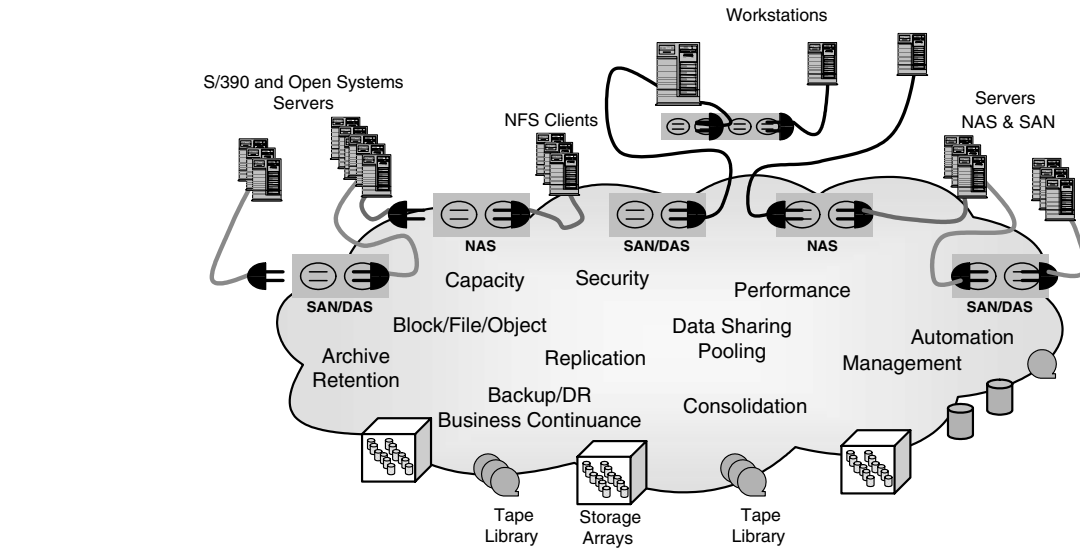 Workstations
S/390 and Open Systems
Servers
NFS Clients
Servers
NAS & SAN
NAS
SAN/DAS
NAS
SAN/DAS
SAN/DAS
Capacity
Security
Performance
Block/File/Object
Data Sharing
Pooling
Automation
Management
Archive
Retention
Replication
Backup/DR
Business Continuance
Consolidation
Tape
Library
Storage
Arrays
Tape
Library